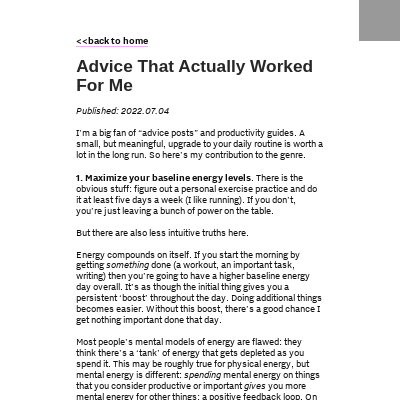 <<back to home
Advice That Actually Worked
For Me
Published: 2022.07.04
I'm a big fan of "advice posts" and productivity guides. A
small, but meaningful, upgrade to your daily routine is worth a
lot in the long run. So here's my contribution to the genre.
1. Maximize your baseline energy levels. There is the
obvious stuff: figure out a personal exercise practice and do
it at least five days a week (I like running). If you don't,
you're just leaving a bunch of power on the table.
But there are also less intuitive truths here.
Energy compounds on itself. If you start the morning by
getting something done (a workout, an important task,
writing) then you're going to have a higher baseline energy
day overall. It's as though the initial thing gives you a
persistent 'boost' throughout the day. Doing additional things
becomes easier. Without this boost, there's a good chance I
get nothing important done that day.
Most people's mental models of energy are flawed: they
think there's a 'tank' of energy that gets depleted as you
spend it. This may be roughly true for physical energy, but
mental energy is different: spending mental energy on things
that you consider productive or important gives you more
mental energy for other things; a positive feedback loop. On